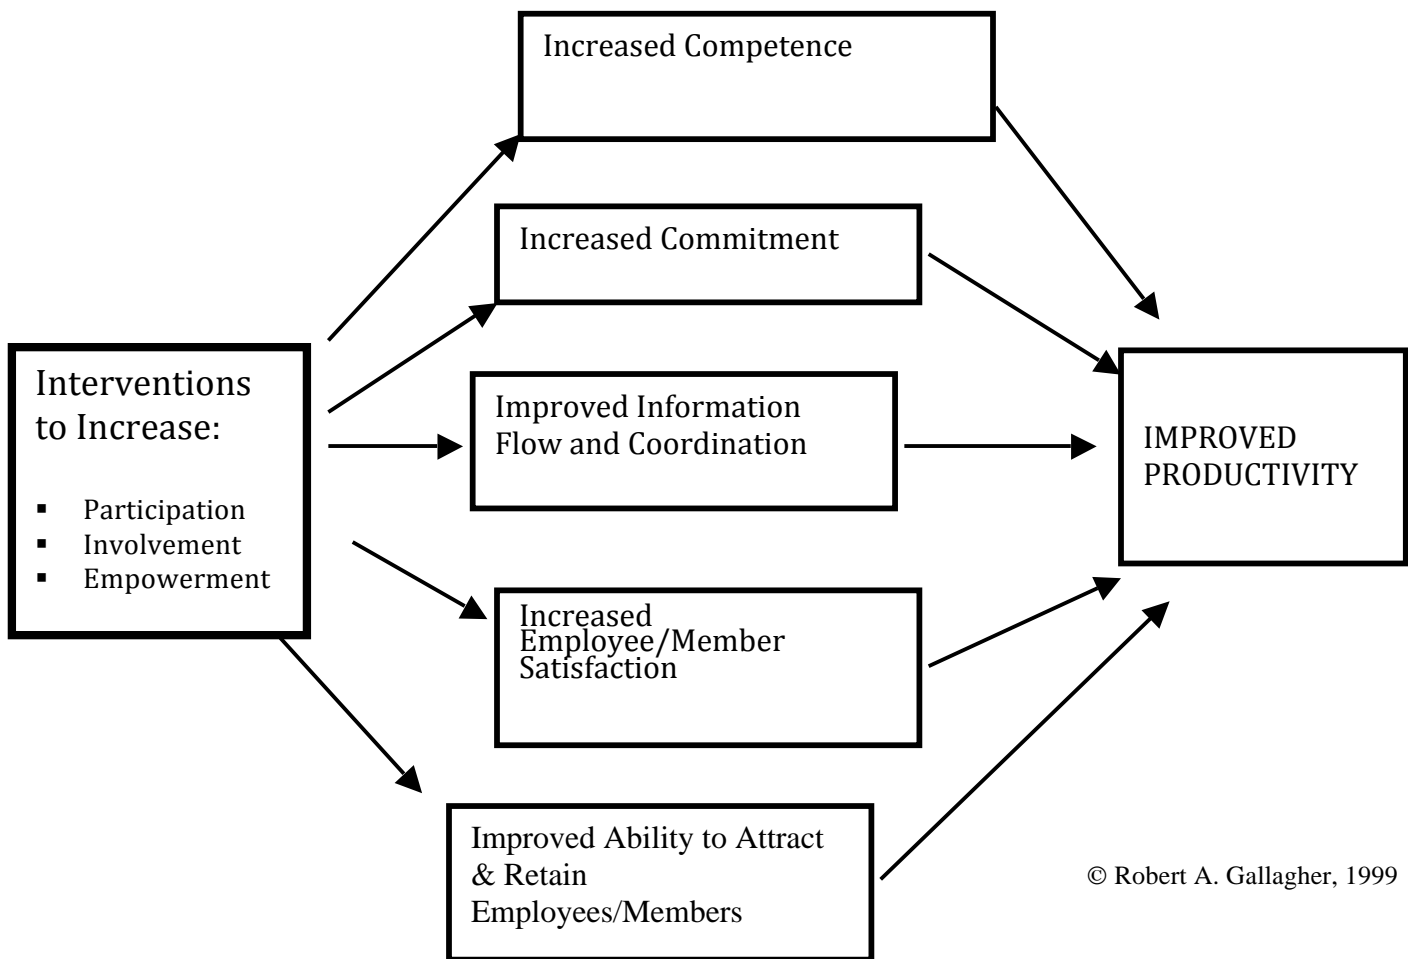 Increased Competence
Increased Commitment
Interventions
to Increase:
▪ Participation
▪ Involvement
▪ Empowerment
Improved Information
Flow and Coordination
IMPROVED
PRODUCTIVITY
Increased
Employee/Member
Satisfaction
Improved Ability to Attract
& Retain
Employees/Members
© Robert A. Gallagher, 1999